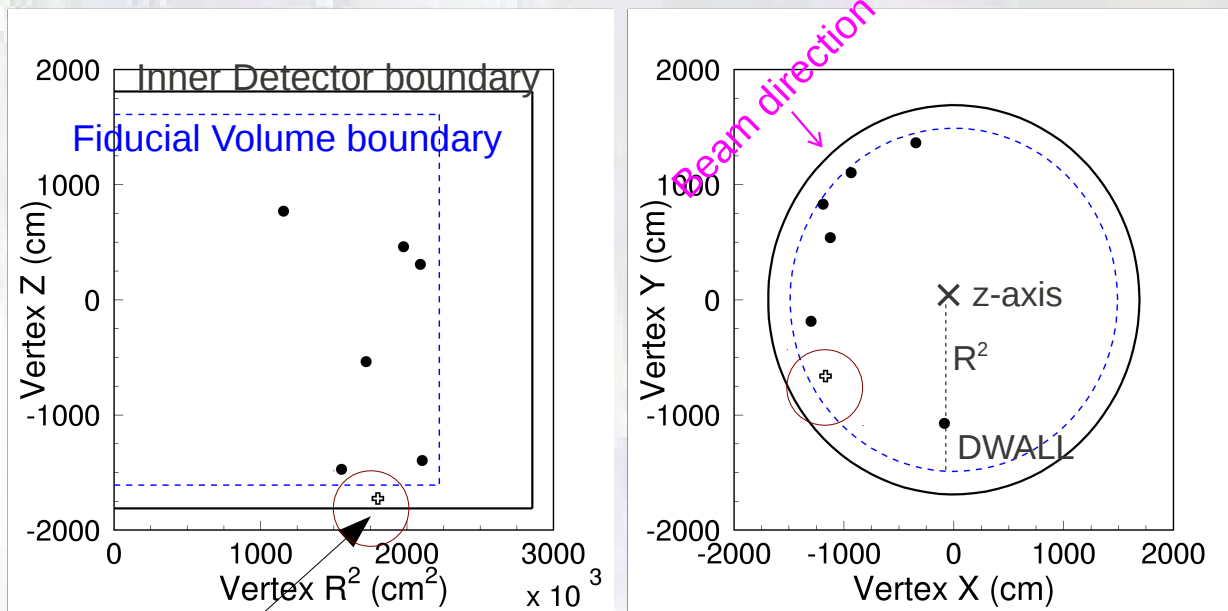 Inner Detector boundary
Fiducial Volume boundary
2000
1000
0
-1000
-2000
Vertex Z (cm)
0
1000
2000
3000
Vertex R² (cm²)
x 10³
Beam direction
2000
1000
0
-1000
-2000
Vertex Y (cm)
z-axis
R²
DWALL
-2000
-1000
0
1000
2000
Vertex X (cm)